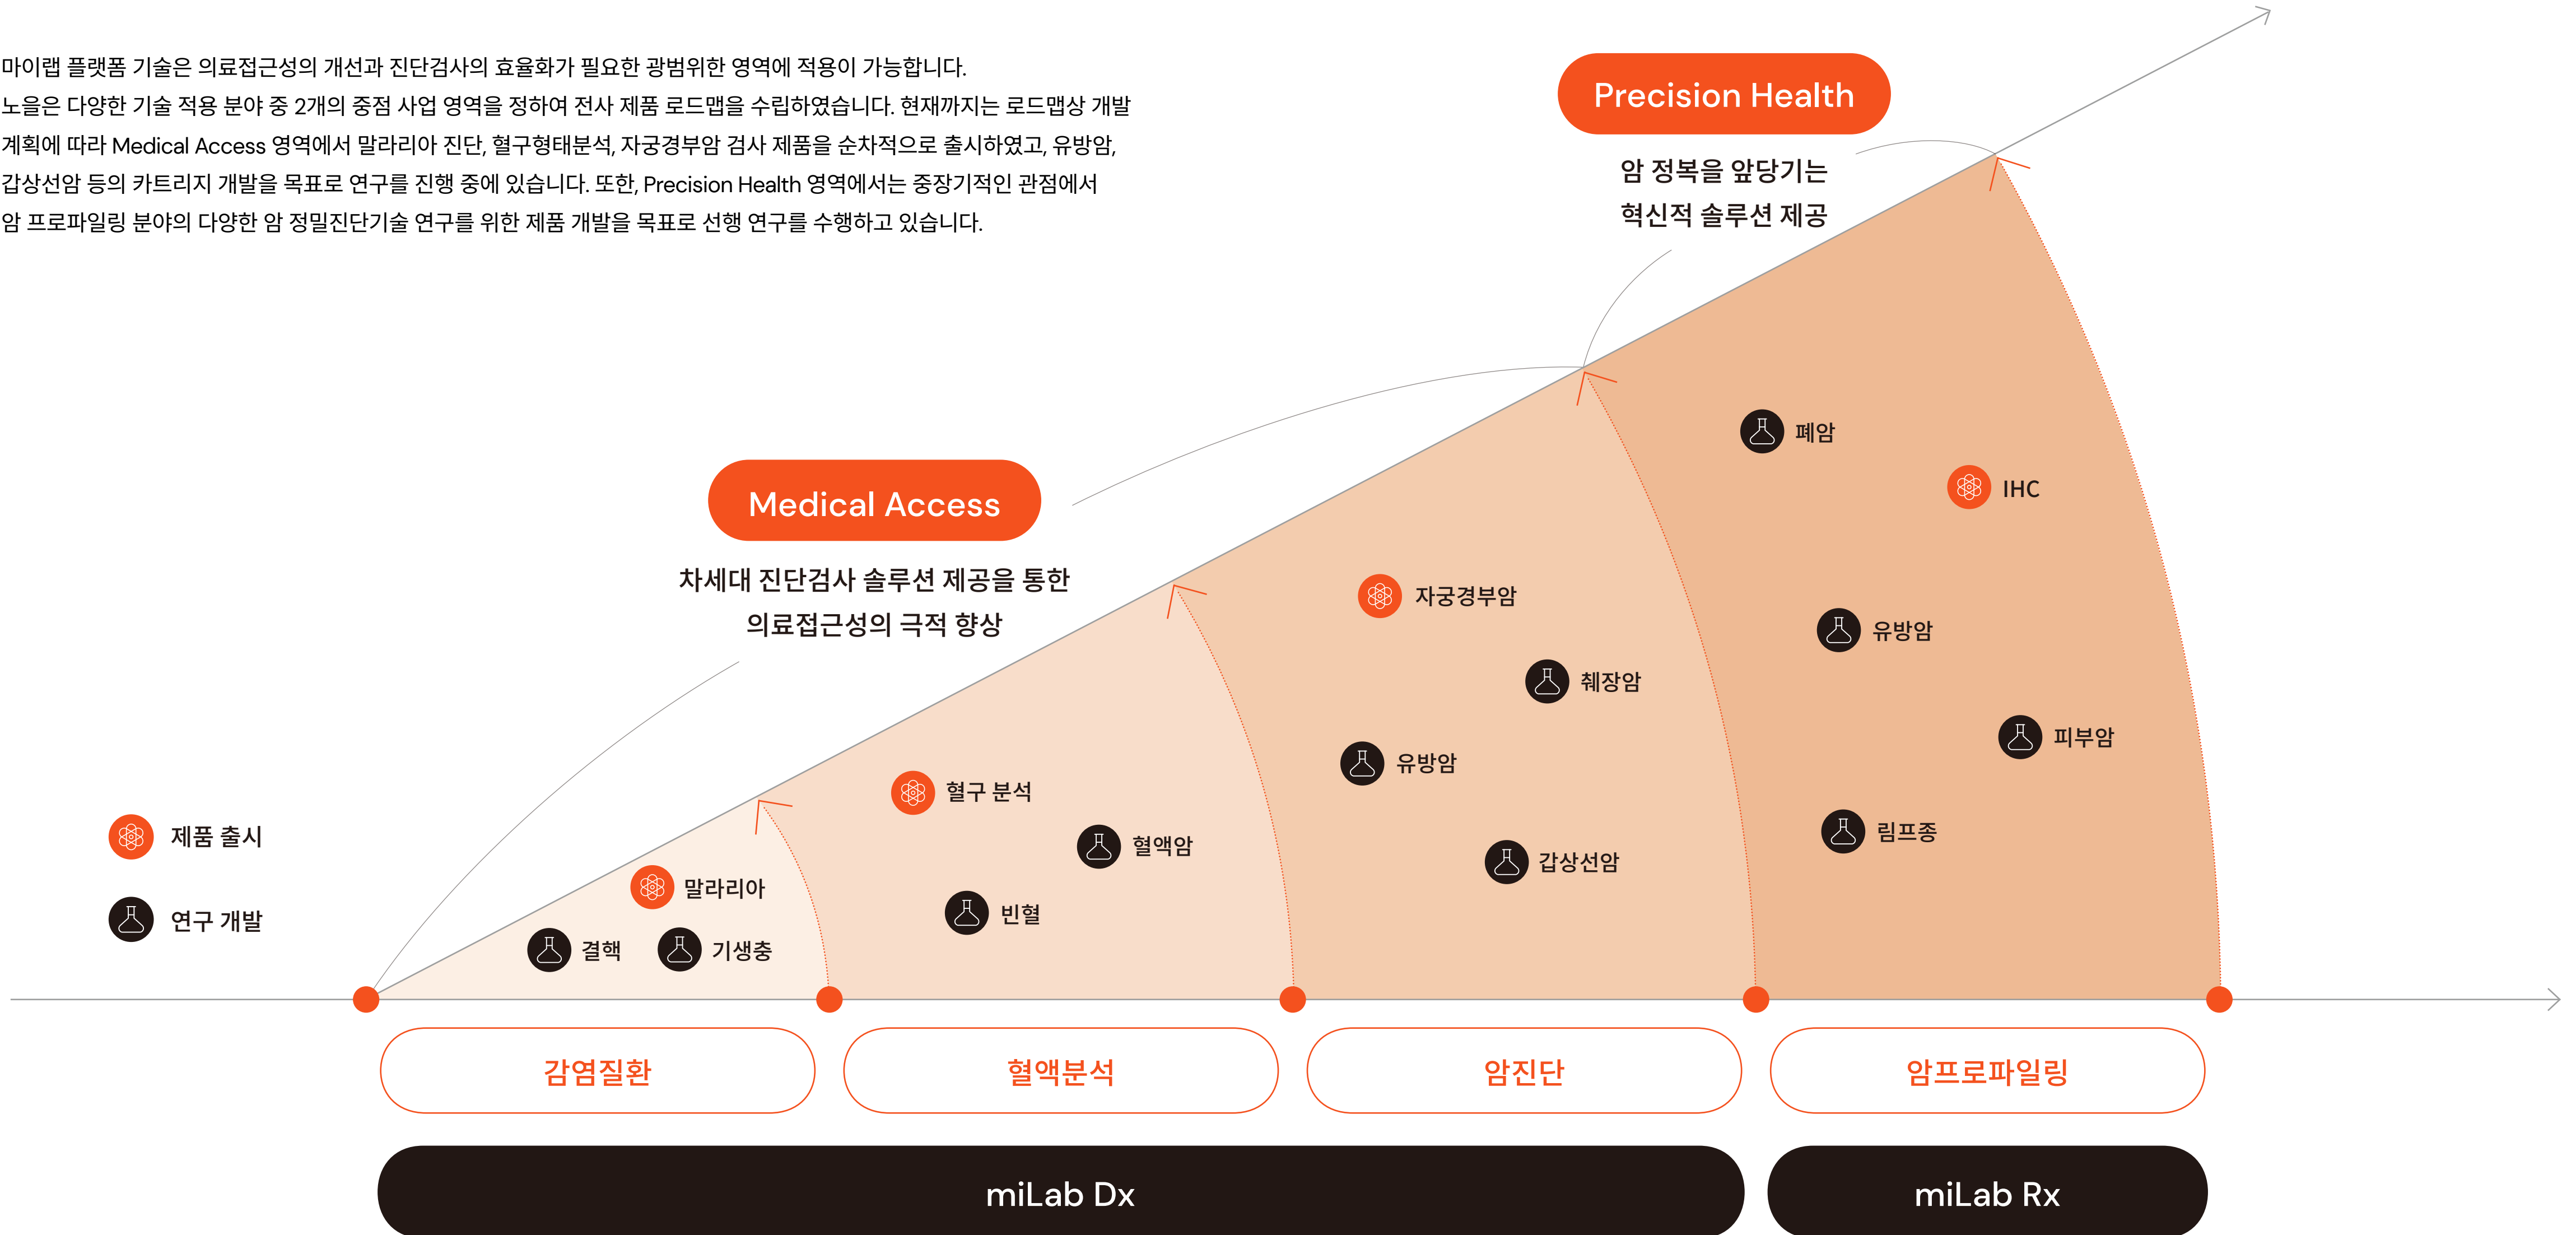 마이랩 플랫폼 기술은 의료접근성의 개선과 진단검사의 효율화가 필요한 광범위한 영역에 적용이 가능합니다.
노을은 다양한 기술 적용 분야 중 2개의 중점 사업 영역을 정하여 전사 제품 로드맵을 수립하였습니다. 현재까지는 로드맵상 개발
계획에 따라 Medical Access 영역에서 말라리아 진단, 혈구형태분석, 자궁경부암 검사 제품을 순차적으로 출시하였고, 유방암,
갑상선암 등의 카트리지 개발을 목표로 연구를 진행 중에 있습니다. 또한, Precision Health 영역에서는 중장기적인 관점에서
암 프로파일링 분야의 다양한 암 정밀진단기술 연구를 위한 제품 개발을 목표로 선행 연구를 수행하고 있습니다.
Precision Health
암 정복을 앞당기는
혁신적 솔루션 제공
Medical Access
차세대 진단검사 솔루션 제공을 통한
의료접근성의 극적 향상
제품 출시
연구 개발
말라리아
결핵
기생충
혈구 분석
혈액암
빈혈
자궁경부암
췌장암
유방암
갑상선암
폐암
IHC
유방암
피부암
림프종
감염질환
혈액분석
암진단
암프로파일링
miLab Dx
miLab Rx